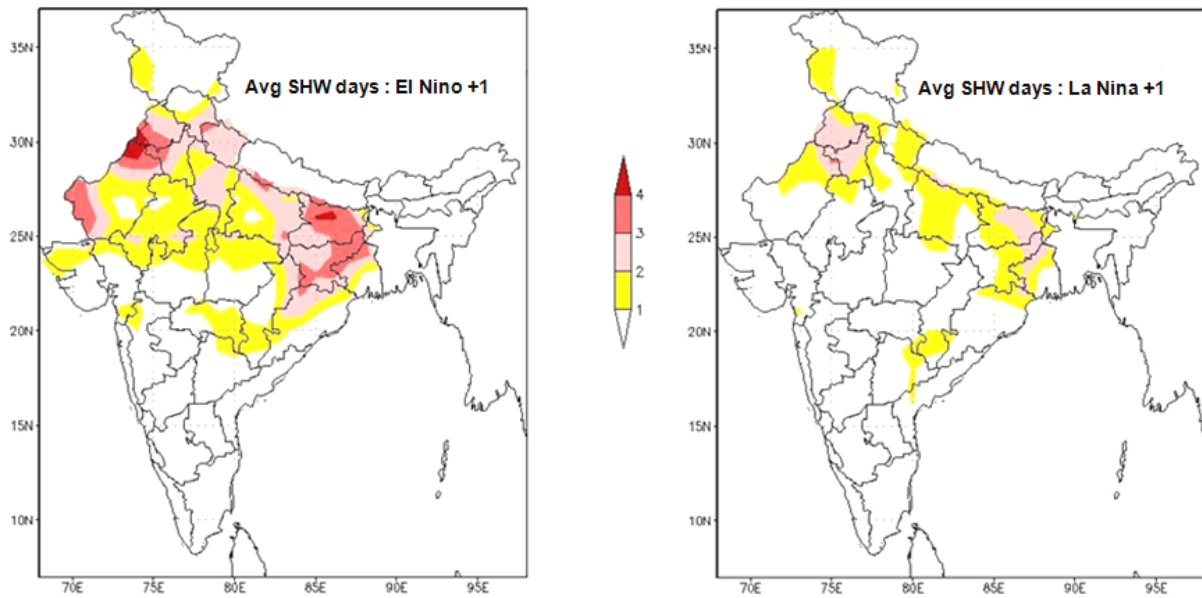 Avg SHW days : El Nino +1
35N
30N
25N
20N
15N
10N
70E 75E 80E 85E 90E 95E
4
3
2
1
Avg SHW days : La Nina +1
35N
30N
25N
20N
15N
10N
70E 75E 80E 85E 90E 95E